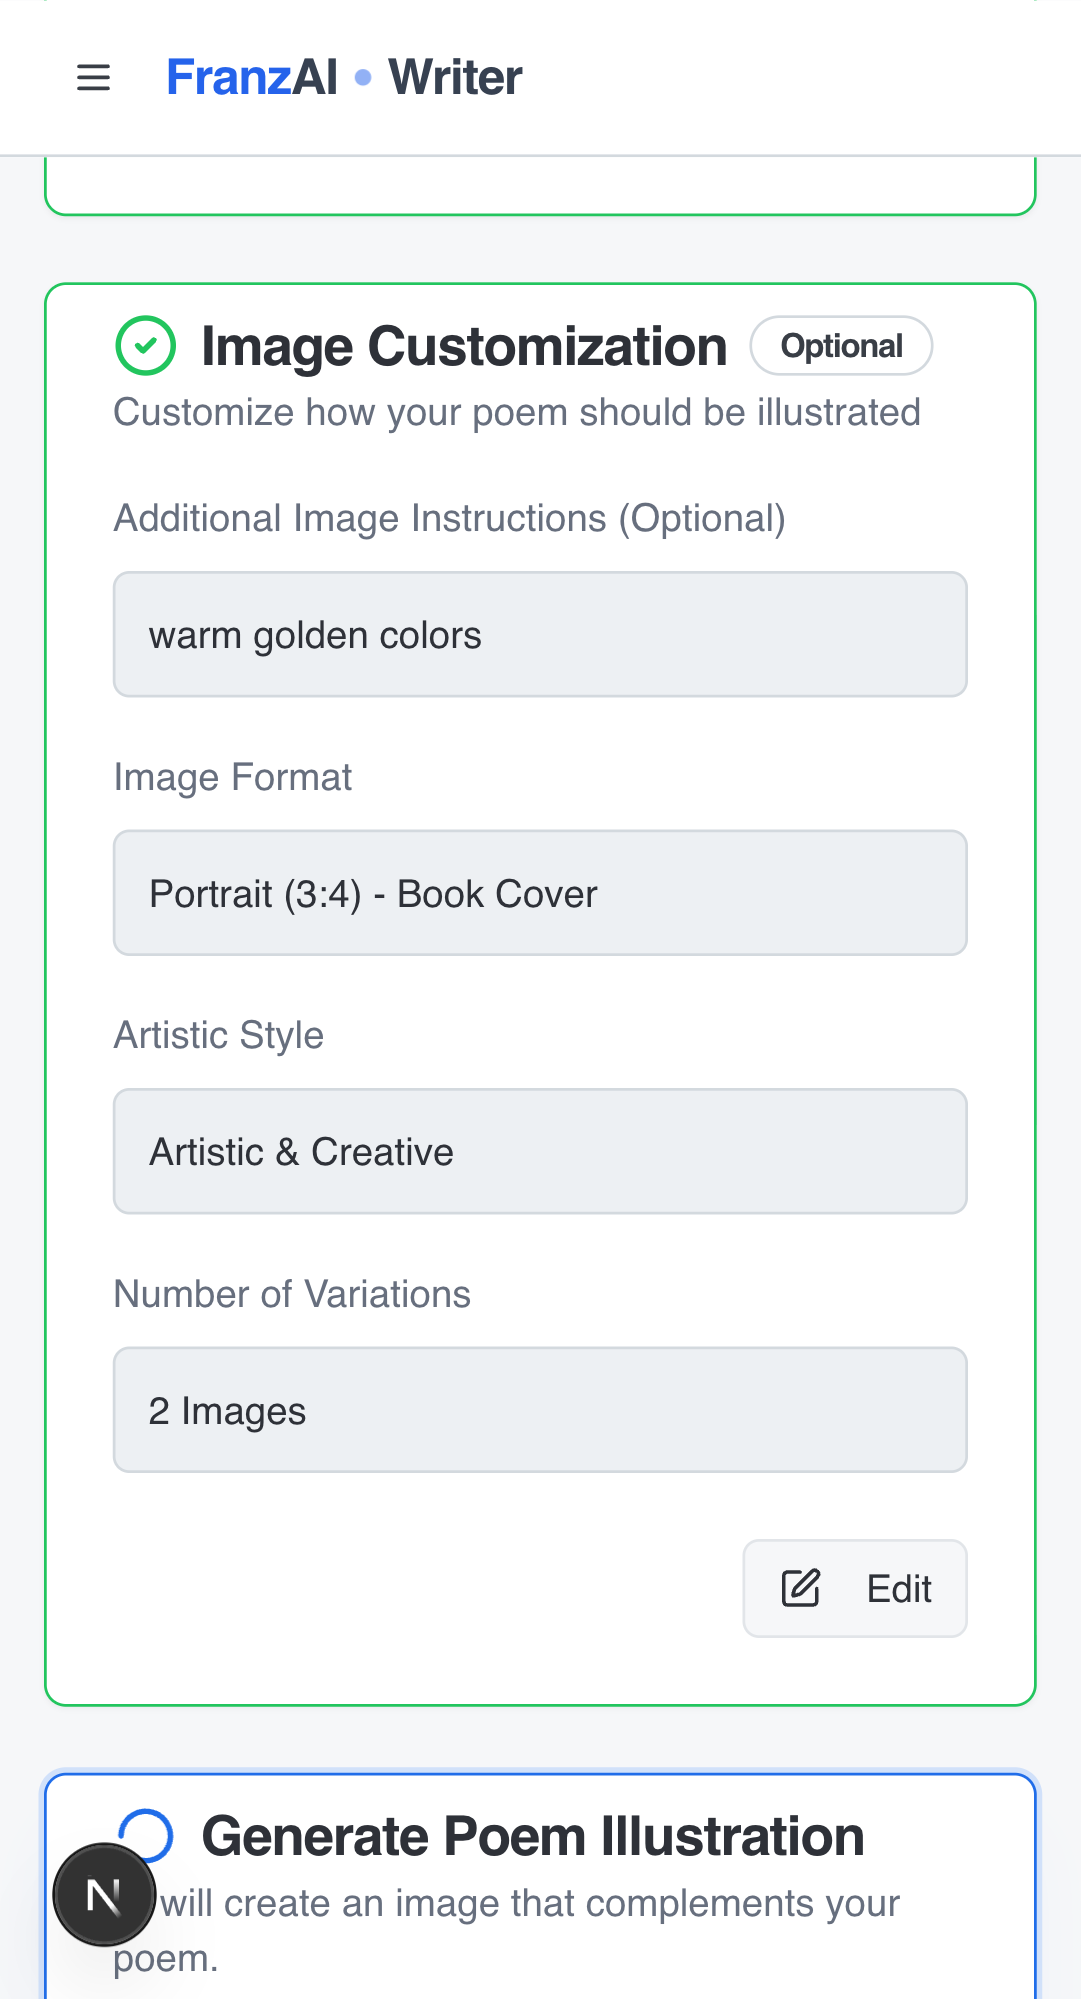 FranzAI • Writer
Image Customization Optional
Customize how your poem should be illustrated
Additional Image Instructions (Optional)
warm golden colors
Image Format
Portrait (3:4) - Book Cover
Artistic Style
Artistic & Creative
Number of Variations
2 Images
Edit
Generate Poem Illustration
will create an image that complements your
poem.
N